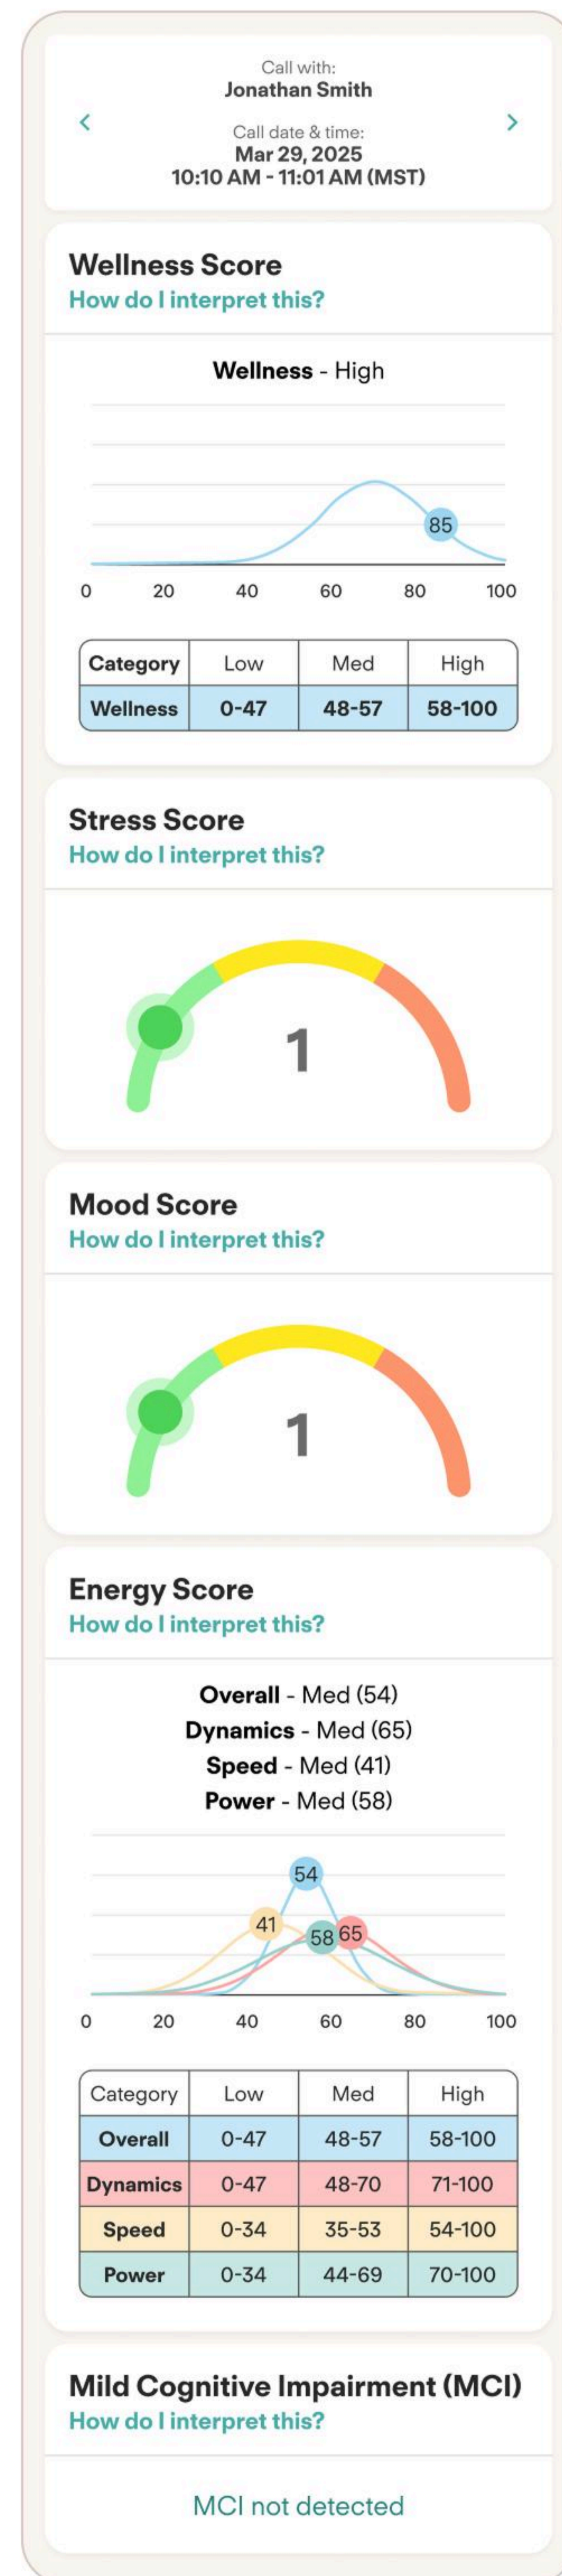 Call with:
Jonathan Smith
Call date & time:
Mar 29, 2025
10:10 AM - 11:01 AM (MST)
Wellness Score
How do I interpret this?
Wellness - High
85
0 20 40 60 80 100
Category Low Med High
Wellness 0-47 48-57 58-100
Stress Score
How do I interpret this?
1
Mood Score
How do I interpret this?
1
Energy Score
How do I interpret this?
Overall - Med (54)
Dynamics - Med (65)
Speed - Med (41)
Power - Med (58)
54
41 58 65
0 20 40 60 80 100
Category Low Med High
Overall 0-47 48-57 58-100
Dynamics 0-47 48-70 71-100
Speed 0-34 35-53 54-100
Power 0-34 44-69 70-100
Mild Cognitive Impairment (MCI)
How do I interpret this?
MCI not detected